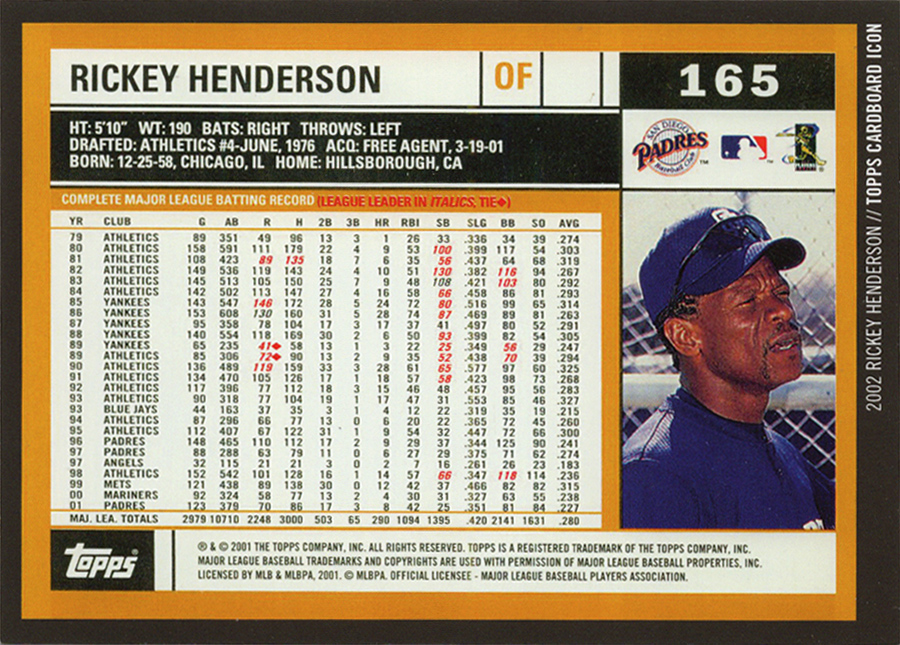 RICKEY HENDERSON
OF
165
HT: 5'10" WT: 190 BATS: RIGHT THROWS: LEFT
DRAFTED: ATHLETICS #4-JUNE, 1976 ACQ: FREE AGENT, 3-19-01
BORN: 12-25-58, CHICAGO, IL HOME: HILLSBOROUGH, CA
SAN DIEGO
PADRES
Baseball Club
TM
COMPLETE MAJOR LEAGUE BATTING RECORD (LEAGUE LEADER IN ITALICS, TIE♦)
YR CLUB G AB R H 2B 3B HR RBI SB SLG BB SO AVG
79 ATHLETICS 89 351 49 96 13 3 1 26 33 .336 34 39 .274
80 ATHLETICS 158 591 111 179 22 4 9 53 100 .399 117 54 .303
81 ATHLETICS 108 423 89 135 18 7 6 35 56 .437 64 68 .319
82 ATHLETICS 149 536 119 143 24 4 10 51 130 .382 116 94 .267
83 ATHLETICS 145 513 105 150 25 7 9 48 108 .421 103 80 .292
84 ATHLETICS 142 502 113 147 27 4 16 58 66 .458 86 81 .293
85 YANKEES 143 547 146 172 28 5 24 72 80 .516 99 65 .314
86 YANKEES 153 608 130 160 31 5 28 74 87 .469 89 81 .263
87 YANKEES 95 358 78 104 17 3 17 37 41 .497 80 52 .291
88 YANKEES 140 554 118 169 30 2 6 50 93 .399 82 54 .305
89 YANKEES 65 235 41♦ 58 13 1 3 22 25 .349 56 29 .247
89 ATHLETICS 85 306 72♦ 90 13 2 9 35 52 .438 70 39 .294
90 ATHLETICS 136 489 119 159 33 3 28 61 65 .577 97 60 .325
91 ATHLETICS 134 470 105 126 17 1 18 57 58 .423 98 73 .268
92 ATHLETICS 117 396 77 112 18 3 15 46 48 .457 95 56 .283
93 ATHLETICS 90 318 77 104 19 1 17 47 31 .553 85 46 .327
93 BLUE JAYS 44 163 37 35 3 1 4 12 22 .319 35 19 .215
94 ATHLETICS 87 296 66 77 13 0 6 20 22 .365 72 45 .260
95 ATHLETICS 112 407 67 122 31 1 9 54 32 .447 72 66 .300
96 PADRES 148 465 110 112 17 2 9 29 37 .344 125 90 .241
97 PADRES 88 288 63 79 11 0 6 27 29 .375 71 62 .274
97 ANGELS 32 115 21 21 3 0 2 7 16 .261 26 23 .183
98 ATHLETICS 152 542 101 128 16 1 14 57 66 .347 118 114 .236
99 METS 121 438 89 138 30 0 12 42 37 .466 82 82 .315
00 MARINERS 92 324 58 77 13 2 4 30 31 .327 63 55 .238
01 PADRES 123 379 70 86 17 3 8 42 25 .351 81 84 .227
MAJ. LEA. TOTALS 2979 10710 2248 3000 503 65 290 1094 1395 .420 2141 1631 .280
Topps
® & © 2001 THE TOPPS COMPANY, INC. ALL RIGHTS RESERVED. TOPPS IS A REGISTERED TRADEMARK OF THE TOPPS COMPANY, INC.
MAJOR LEAGUE BASEBALL TRADEMARKS AND COPYRIGHTS ARE USED WITH PERMISSION OF MAJOR LEAGUE BASEBALL PROPERTIES, INC.
LICENSED BY MLB & MLBPA, 2001. © MLBPA. OFFICIAL LICENSEE - MAJOR LEAGUE BASEBALL PLAYERS ASSOCIATION.
2002 RICKEY HENDERSON // TOPPS CARDBOARD ICON